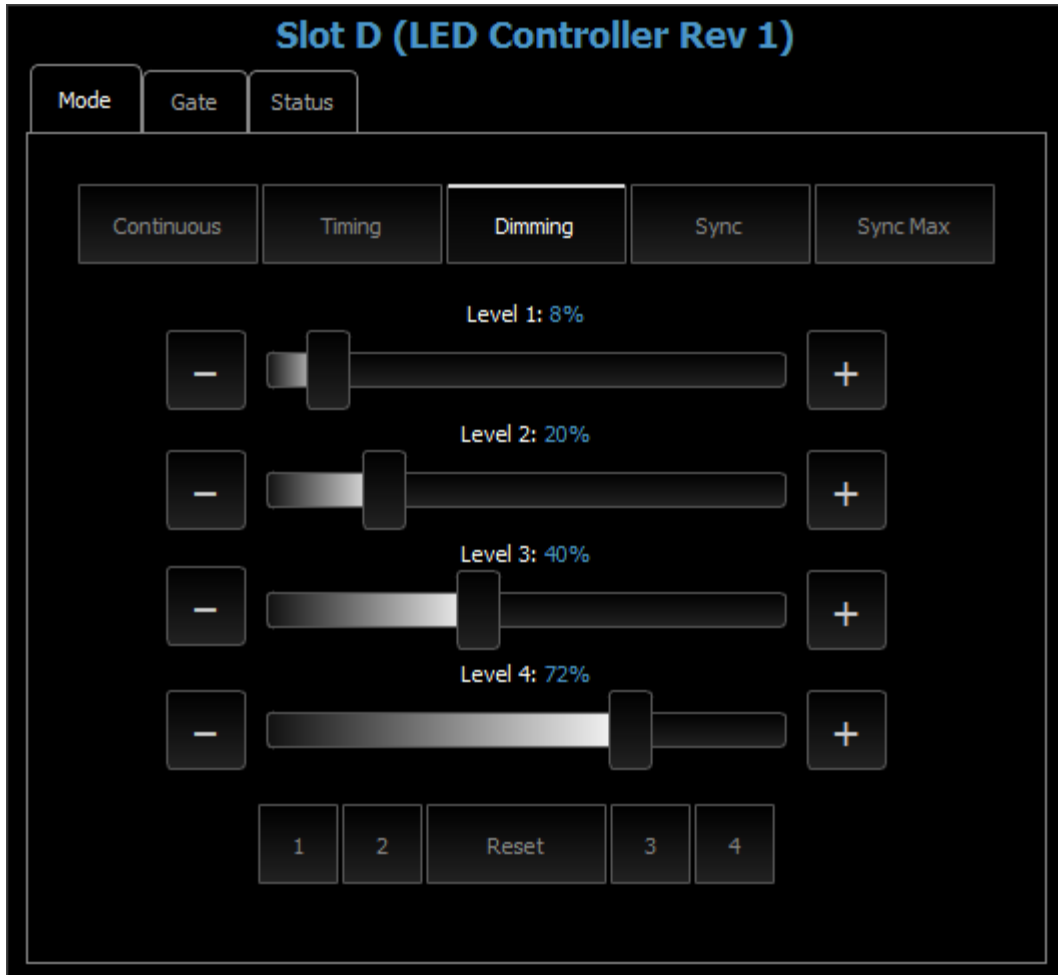 Slot D (LED Controller Rev 1)
Mode Gate Status
Continuous Timing Dimming Sync Sync Max
Level 1: 8%
− +
Level 2: 20%
− +
Level 3: 40%
− +
Level 4: 72%
− +
1 2 Reset 3 4